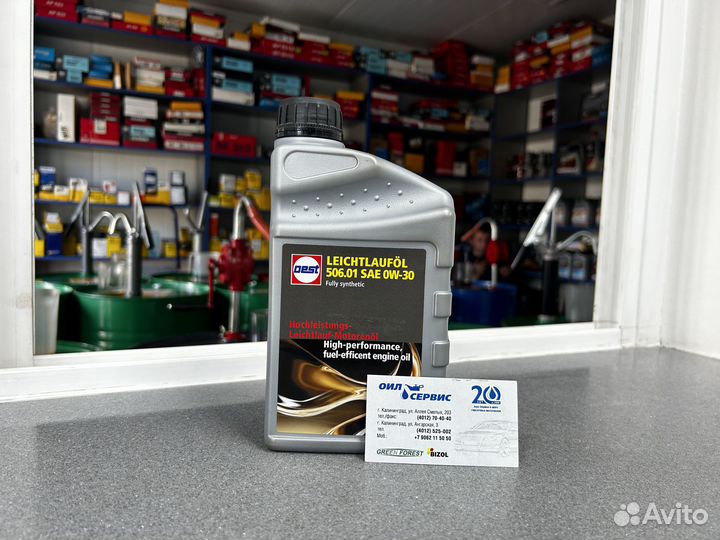 Oest
LEICHTLAUFÖL
506.01 SAE 0W-30
Fully synthetic
Hochleistungs-
Leichtlauf-Motorenöl
High-performance,
fuel-efficent engine oil
ОИЛ СЕРВИС
20
г. Калининград, ул. Аллея Смелых, 203
тел./факс: (4012) 70-40-40
г. Калининград, ул. Ангарская, 3
тел. (4012) 525-002
Моб.: +7 9062 11 50 50
GREEN FOREST
BIZOL
Avito